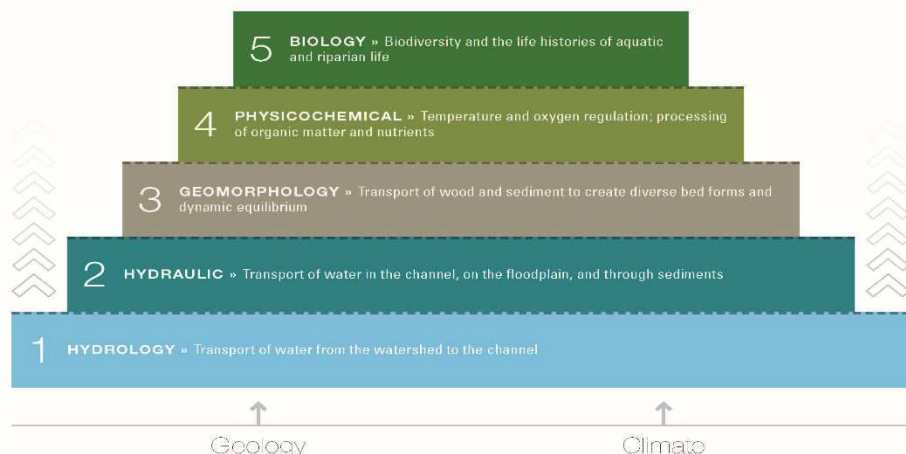 5 BIOLOGY » Biodiversity and the life histories of aquatic
and riparian life
4 PHYSICOCHEMICAL » Temperature and oxygen regulation; processing
of organic matter and nutrients
3 GEOMORPHOLOGY » Transport of wood and sediment to create diverse bed forms and
dynamic equilibrium
2 HYDRAULIC » Transport of water in the channel, on the floodplain, and through sediments
1 HYDROLOGY » Transport of water from the watershed to the channel
Geology Climate